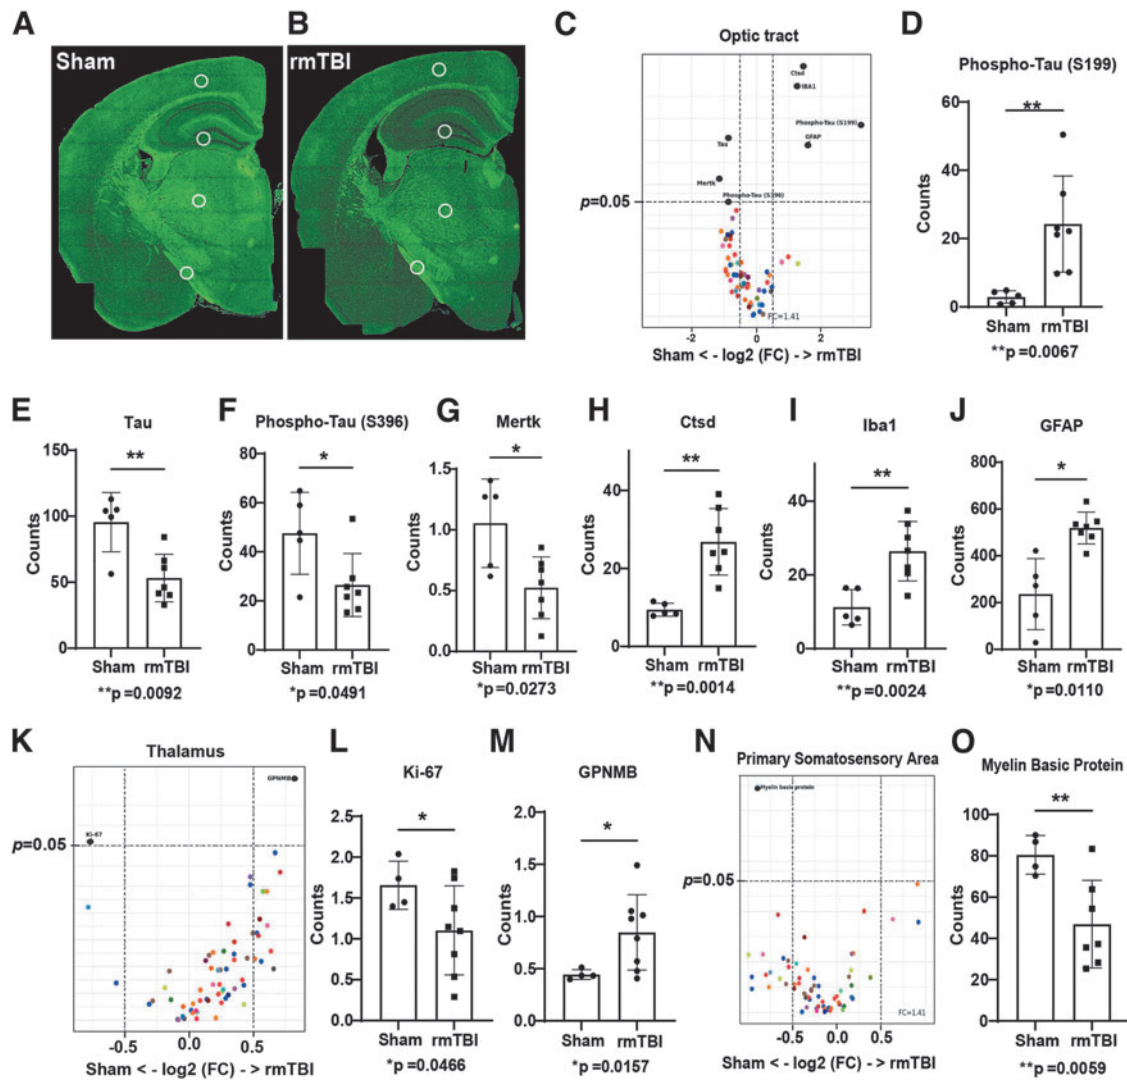 A
B
C
D
Sham
rmTBI
Optic tract
Ctsd
IBA1
Phospho-Tau (S199)
GFAP
Tau
Mertk
Phospho-Tau (S396)
p=0.05
FC=1.41
-2
0
2
Sham < - log2 (FC) -> rmTBI
Phospho-Tau (S199)
**
60
40
20
0
Counts
Sham rmTBI
**p =0.0067
E
Tau
**
150
100
50
0
Counts
Sham rmTBI
**p =0.0092
F
Phospho-Tau (S396)
*
80
60
40
20
0
Counts
Sham rmTBI
*p =0.0491
G
Mertk
*
1.5
1.0
0.5
0.0
Counts
Sham rmTBI
*p =0.0273
H
Ctsd
**
40
20
0
Counts
Sham rmTBI
**p =0.0014
I
Iba1
**
40
20
0
Counts
Sham rmTBI
**p =0.0024
J
GFAP
*
800
600
400
200
0
Counts
Sham rmTBI
*p =0.0110
K
Thalamus
GPNMB
Ki-67
p=0.05
-0.5
0.0
0.5
Sham < - log2 (FC) -> rmTBI
L
Ki-67
*
2.5
2.0
1.5
1.0
0.5
0.0
Counts
Sham rmTBI
*p =0.0466
M
GPNMB
*
2.0
1.5
1.0
0.5
0.0
Counts
Sham rmTBI
*p =0.0157
N
Primary Somatosensory Area
Myelin basic protein
p=0.05
FC=1.41
-0.5
0.0
0.5
Sham < - log2 (FC) -> rmTBI
O
Myelin Basic Protein
**
100
80
60
40
20
0
Counts
Sham rmTBI
**p =0.0059